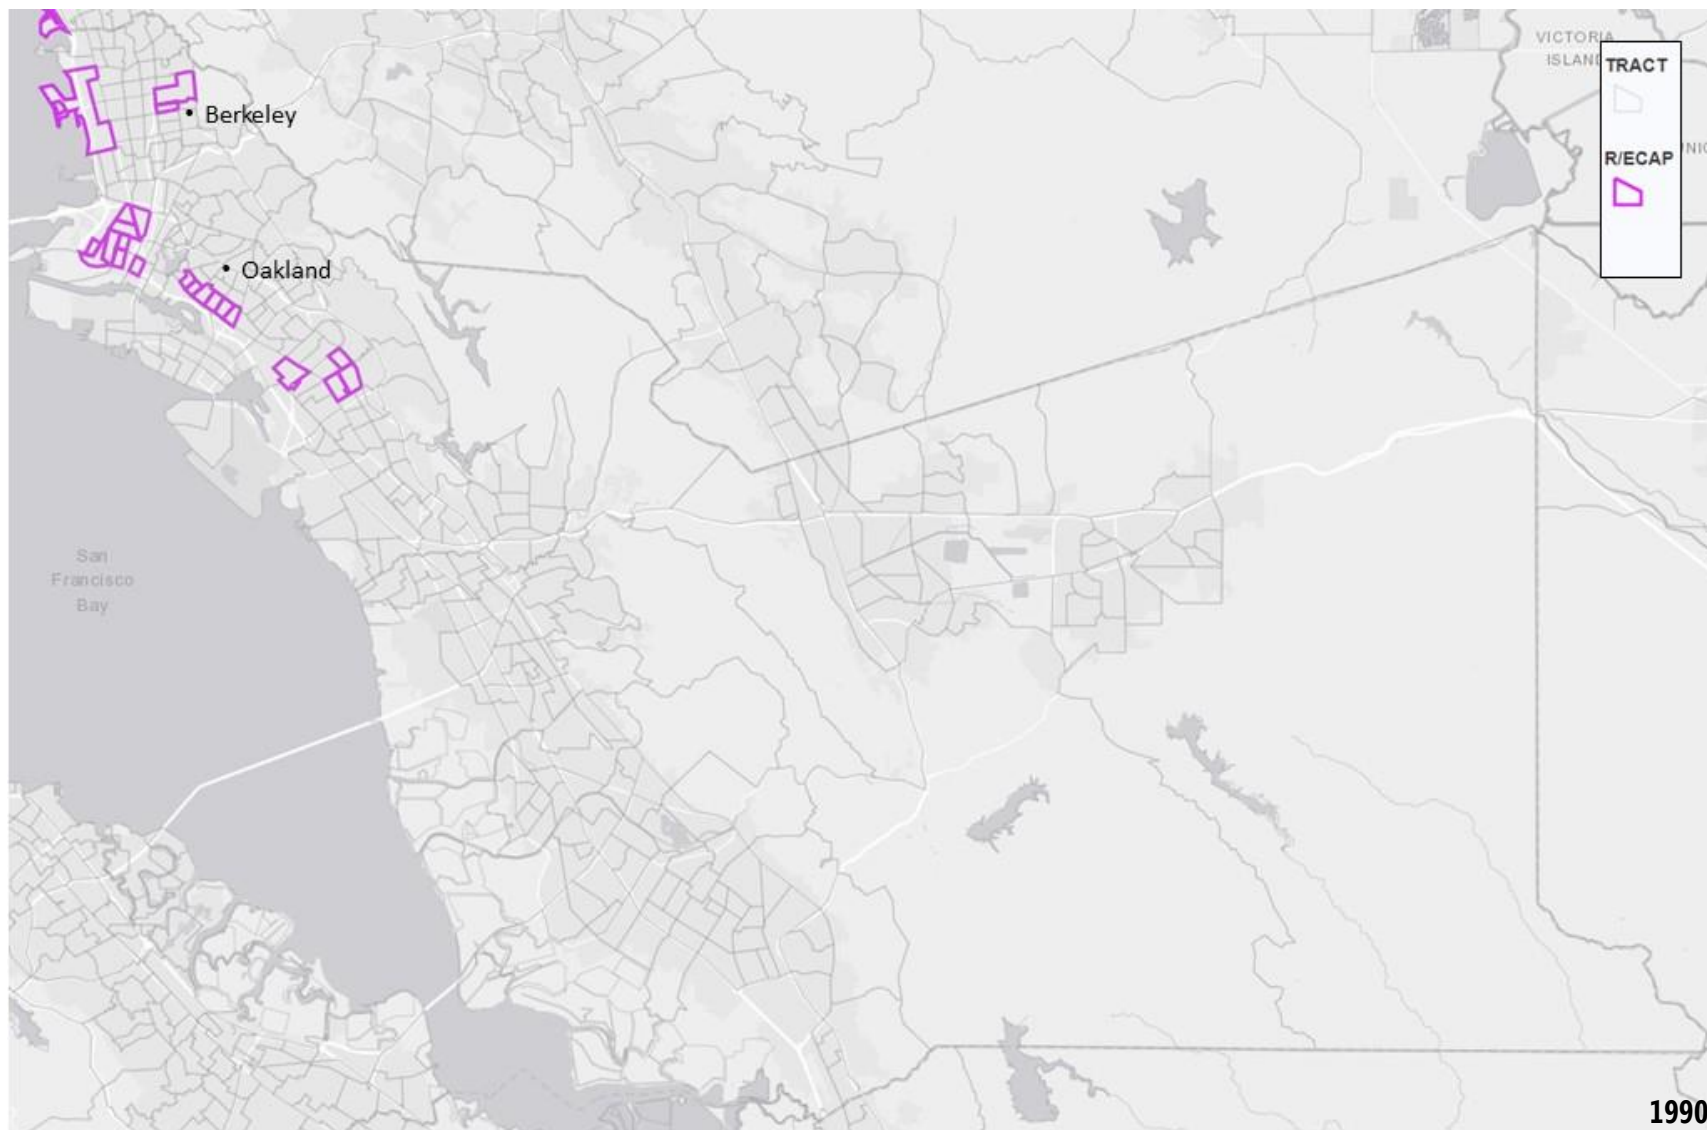 VICTORIA
ISLAND
TRACT
R/ECAP
Berkeley
Oakland
San
Francisco
Bay
1990